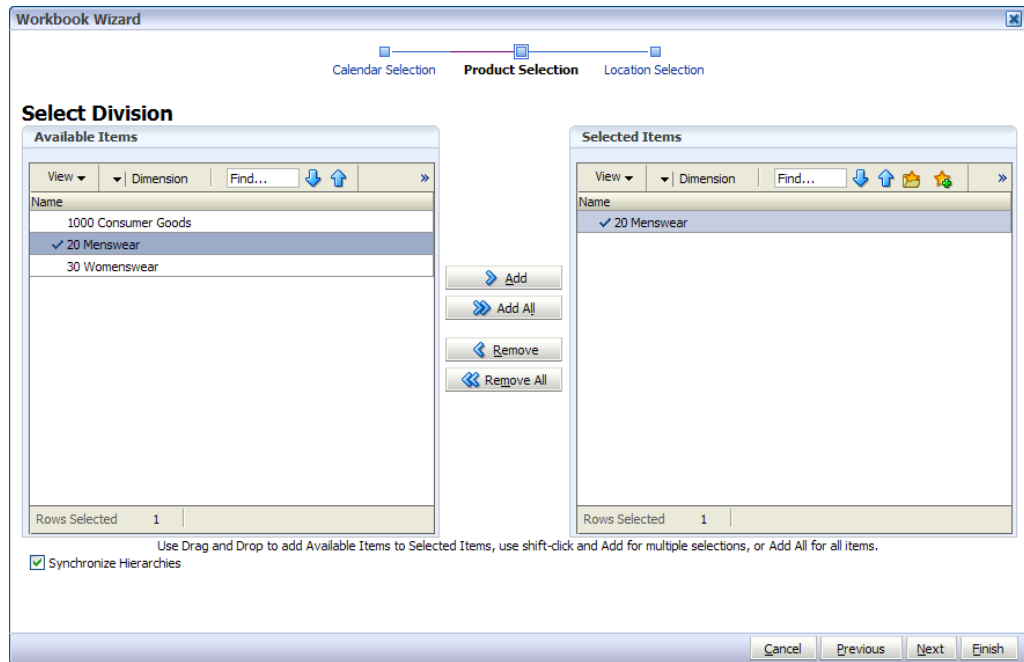 Workbook Wizard
Calendar Selection Product Selection Location Selection
Select Division
Available Items
View Dimension Find... »
Name
1000 Consumer Goods
20 Menswear
30 Womenswear
Rows Selected 1
Add
Add All
Remove
Remove All
Selected Items
View Dimension Find... »
Name
20 Menswear
Rows Selected 1
Use Drag and Drop to add Available Items to Selected Items, use shift-click and Add for multiple selections, or Add All for all items.
Synchronize Hierarchies
Cancel Previous Next Finish